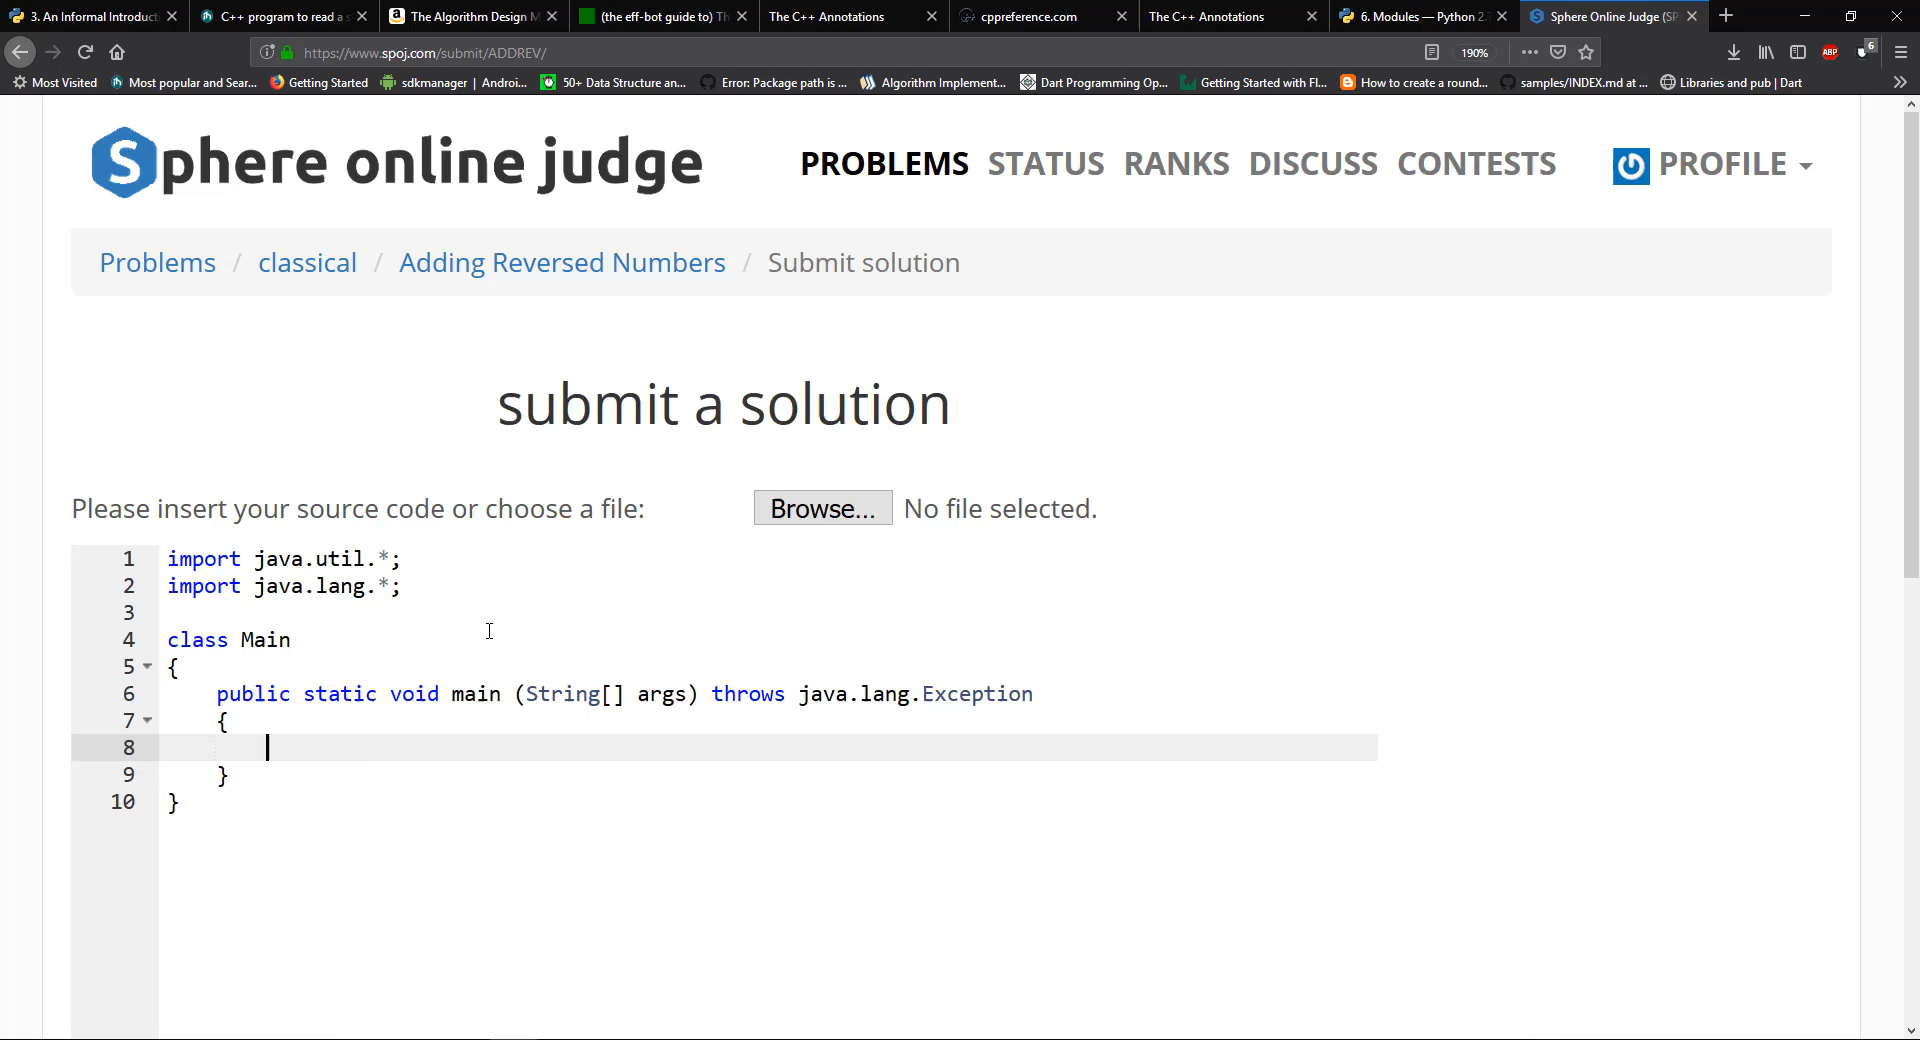 3. An Informal Introduct
C++ program to read a s
The Algorithm Design M
(the eff-bot guide to) Th
The C++ Annotations
cppreference.com
The C++ Annotations
6. Modules — Python 2.
Sphere Online Judge (SP
https://www.spoj.com/submit/ADDREV/
190%
ABP
6
Most Visited
Most popular and Sear...
Getting Started
sdkmanager | Androi...
50+ Data Structure an...
Error: Package path is ...
Algorithm Implement...
Dart Programming Op...
Getting Started with Fl...
How to create a round...
samples/INDEX.md at ...
Libraries and pub | Dart
Sphere online judge
PROBLEMS STATUS RANKS DISCUSS CONTESTS PROFILE
Problems / classical / Adding Reversed Numbers / Submit solution
submit a solution
Please insert your source code or choose a file: Browse... No file selected.
1 import java.util.*;
2 import java.lang.*;
3
4 class Main
5 {
6 public static void main (String[] args) throws java.lang.Exception
7 {
8
9 }
10 }